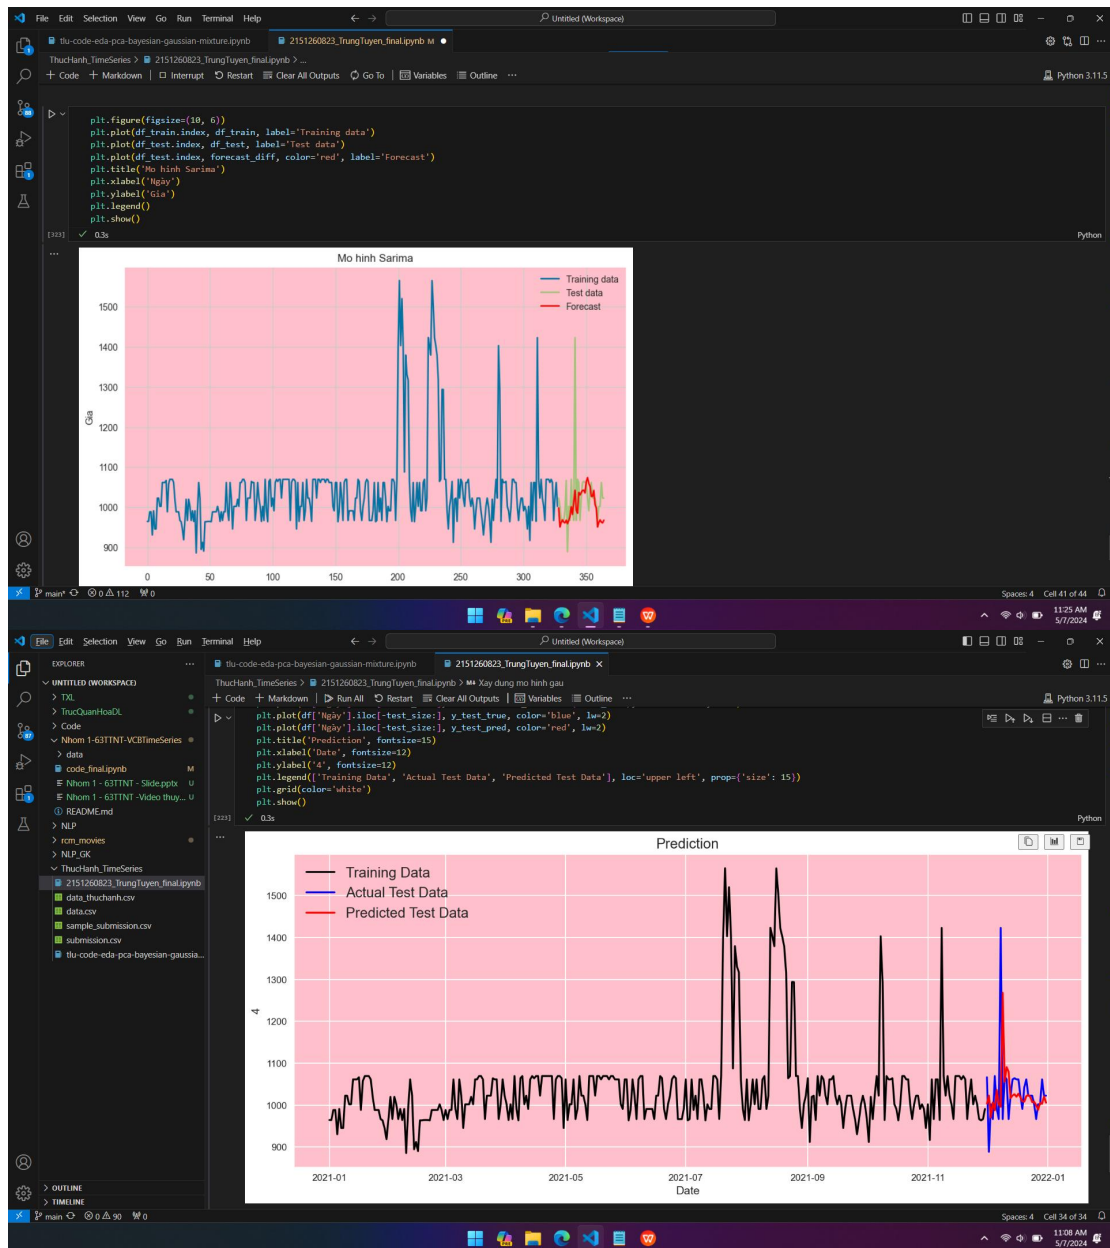 File Edit Selection View Go Run Terminal Help
Untitled (Workspace)
tlu-code-eda-pca-bayesian-gaussian-mixture.ipynb
2151260823_TrungTuyen_final.ipynb M
ThucHanh_TimeSeries > 2151260823_TrungTuyen_final.ipynb > ...
+ Code + Markdown Interrupt Restart Clear All Outputs Go To Variables Outline ...
Python 3.11.5
plt.figure(figsize=(10, 6))
plt.plot(df_train.index, df_train, label='Training data')
plt.plot(df_test.index, df_test, label='Test data')
plt.plot(df_test.index, forecast_diff, color='red', label='Forecast')
plt.title('Mo hinh Sarima')
plt.xlabel('Ngày')
plt.ylabel('Gia')
plt.legend()
plt.show()
[323] 0.3s
Python
Mo hinh Sarima
Training data
Test data
Forecast
1500
1400
1300
1200
1100
1000
900
Gia
0 50 100 150 200 250 300 350
main* 0 112 0
Spaces: 4 Cell 41 of 44
11:25 AM
5/7/2024
File Edit Selection View Go Run Terminal Help
Untitled (Workspace)
EXPLORER
UNTITLED (WORKSPACE)
TXL
TrucQuanHoaDL
Code
Nhom 1-63TTNT-VCBTimeSeries
data
code_final.ipynb M
Nhom 1 - 63TTNT - Slide.pptx U
Nhom 1 - 63TTNT -Video thuy... U
README.md
NLP
rcm_movies
NLP_GK
ThucHanh_TimeSeries
2151260823_TrungTuyen_final.ipynb
data_thuchanh.csv
data.csv
sample_submission.csv
submission.csv
tlu-code-eda-pca-bayesian-gaussia...
OUTLINE
TIMELINE
tlu-code-eda-pca-bayesian-gaussian-mixture.ipynb
2151260823_TrungTuyen_final.ipynb
ThucHanh_TimeSeries > 2151260823_TrungTuyen_final.ipynb > Xay dung mo hinh gau
+ Code + Markdown Run All Restart Clear All Outputs Variables Outline ...
Python 3.11.5
plt.plot(df['Ngày'].iloc[-test_size:], y_test_true, color='blue', lw=2)
plt.plot(df['Ngày'].iloc[-test_size:], y_test_pred, color='red', lw=2)
plt.title('Prediction', fontsize=15)
plt.xlabel('Date', fontsize=12)
plt.ylabel('4', fontsize=12)
plt.legend(['Training Data', 'Actual Test Data', 'Predicted Test Data'], loc='upper left', prop={'size': 15})
plt.grid(color='white')
plt.show()
[223] 0.3s
Python
Prediction
Training Data
Actual Test Data
Predicted Test Data
1500
1400
1300
1200
1100
1000
900
4
2021-01 2021-03 2021-05 2021-07 2021-09 2021-11 2022-01
Date
main 0 90 0
Spaces: 4 Cell 34 of 34
11:08 AM
5/7/2024